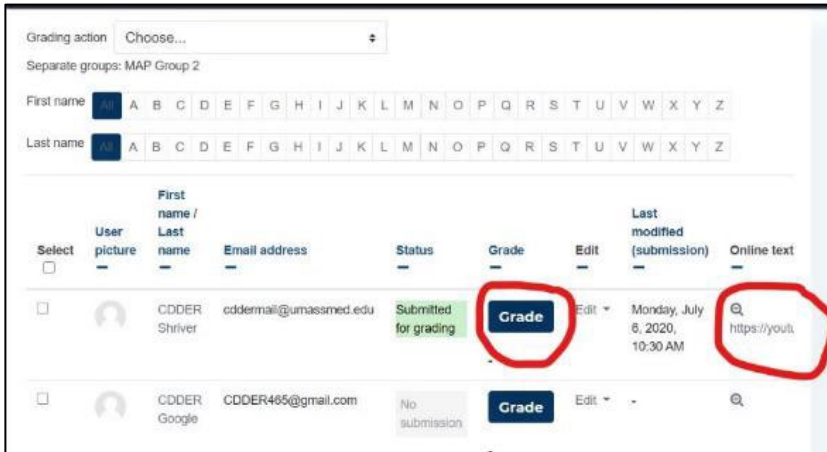 Grading action Choose...
Separate groups: MAP Group 2
First name All A B C D E F G H I J K L M N O P Q R S T U V W X Y Z
Last name All A B C D E F G H I J K L M N O P Q R S T U V W X Y Z
Select
User picture
First name / Last name
Email address
Status
Grade
Edit
Last modified (submission)
Online text
CDDER Shriver
cddermail@umassmed.edu
Submitted for grading
Grade
Edit
Monday, July 6, 2020, 10:30 AM
https://youtu
CDDER Google
CDDER465@gmail.com
No submission
Grade
Edit
-